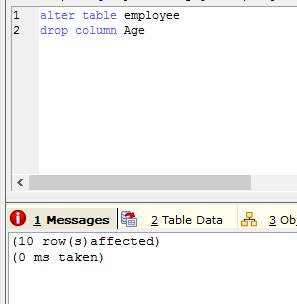 1 alter table employee
2 drop column Age
1 Messages 2 Table Data 3 Ob
(10 row(s)affected)
(0 ms taken)